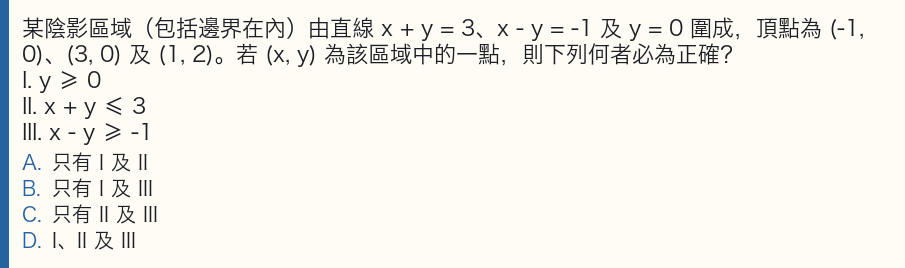 某陰影區域（包括邊界在內）由直線 x + y = 3、x - y = -1 及 y = 0 圍成，頂點為 (-1,
0)、(3, 0) 及 (1, 2)。若 (x, y) 為該區域中的一點，則下列何者必為正確？
I. y ⩾ 0
II. x + y ⩽ 3
III. x - y ⩾ -1
A. 只有 I 及 II
B. 只有 I 及 III
C. 只有 II 及 III
D. I、II 及 III